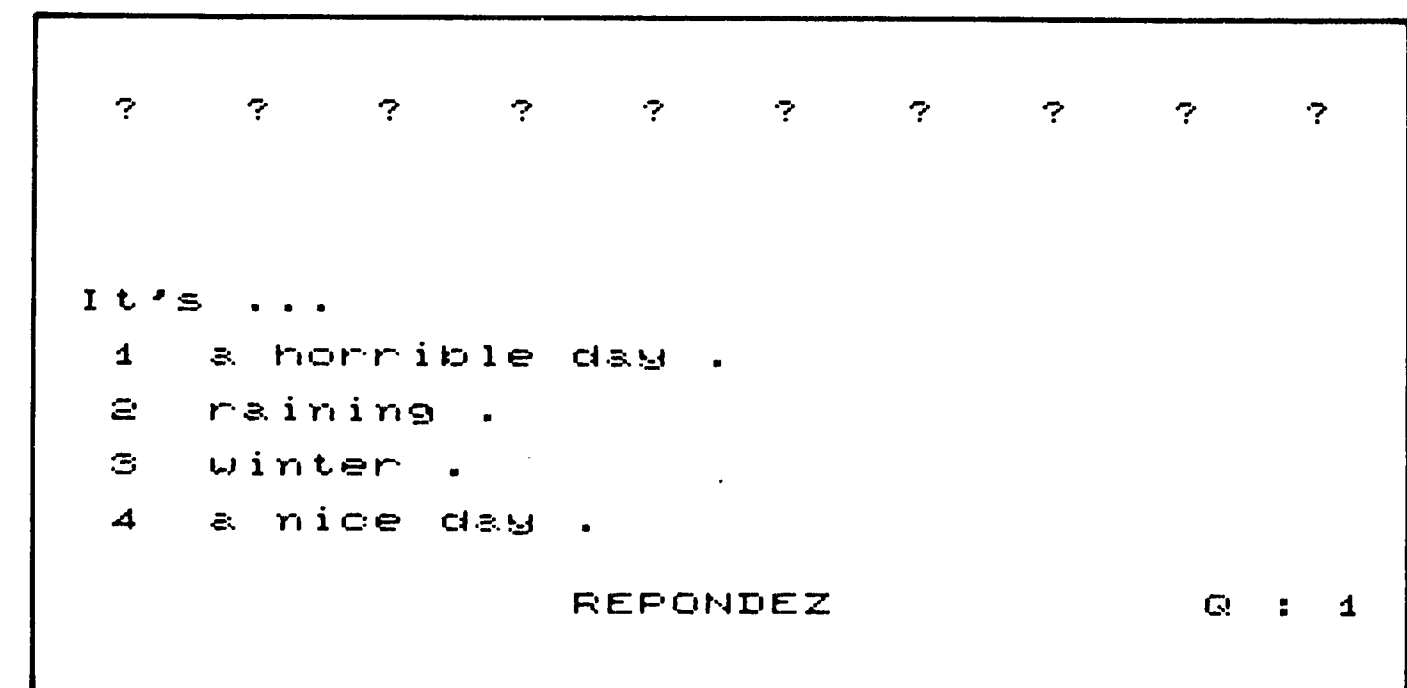 ? ? ? ? ? ? ? ? ? ?
It's ...
1 a horrible day .
2 raining .
3 winter .
4 a nice day .
REPONDEZ Q : 1